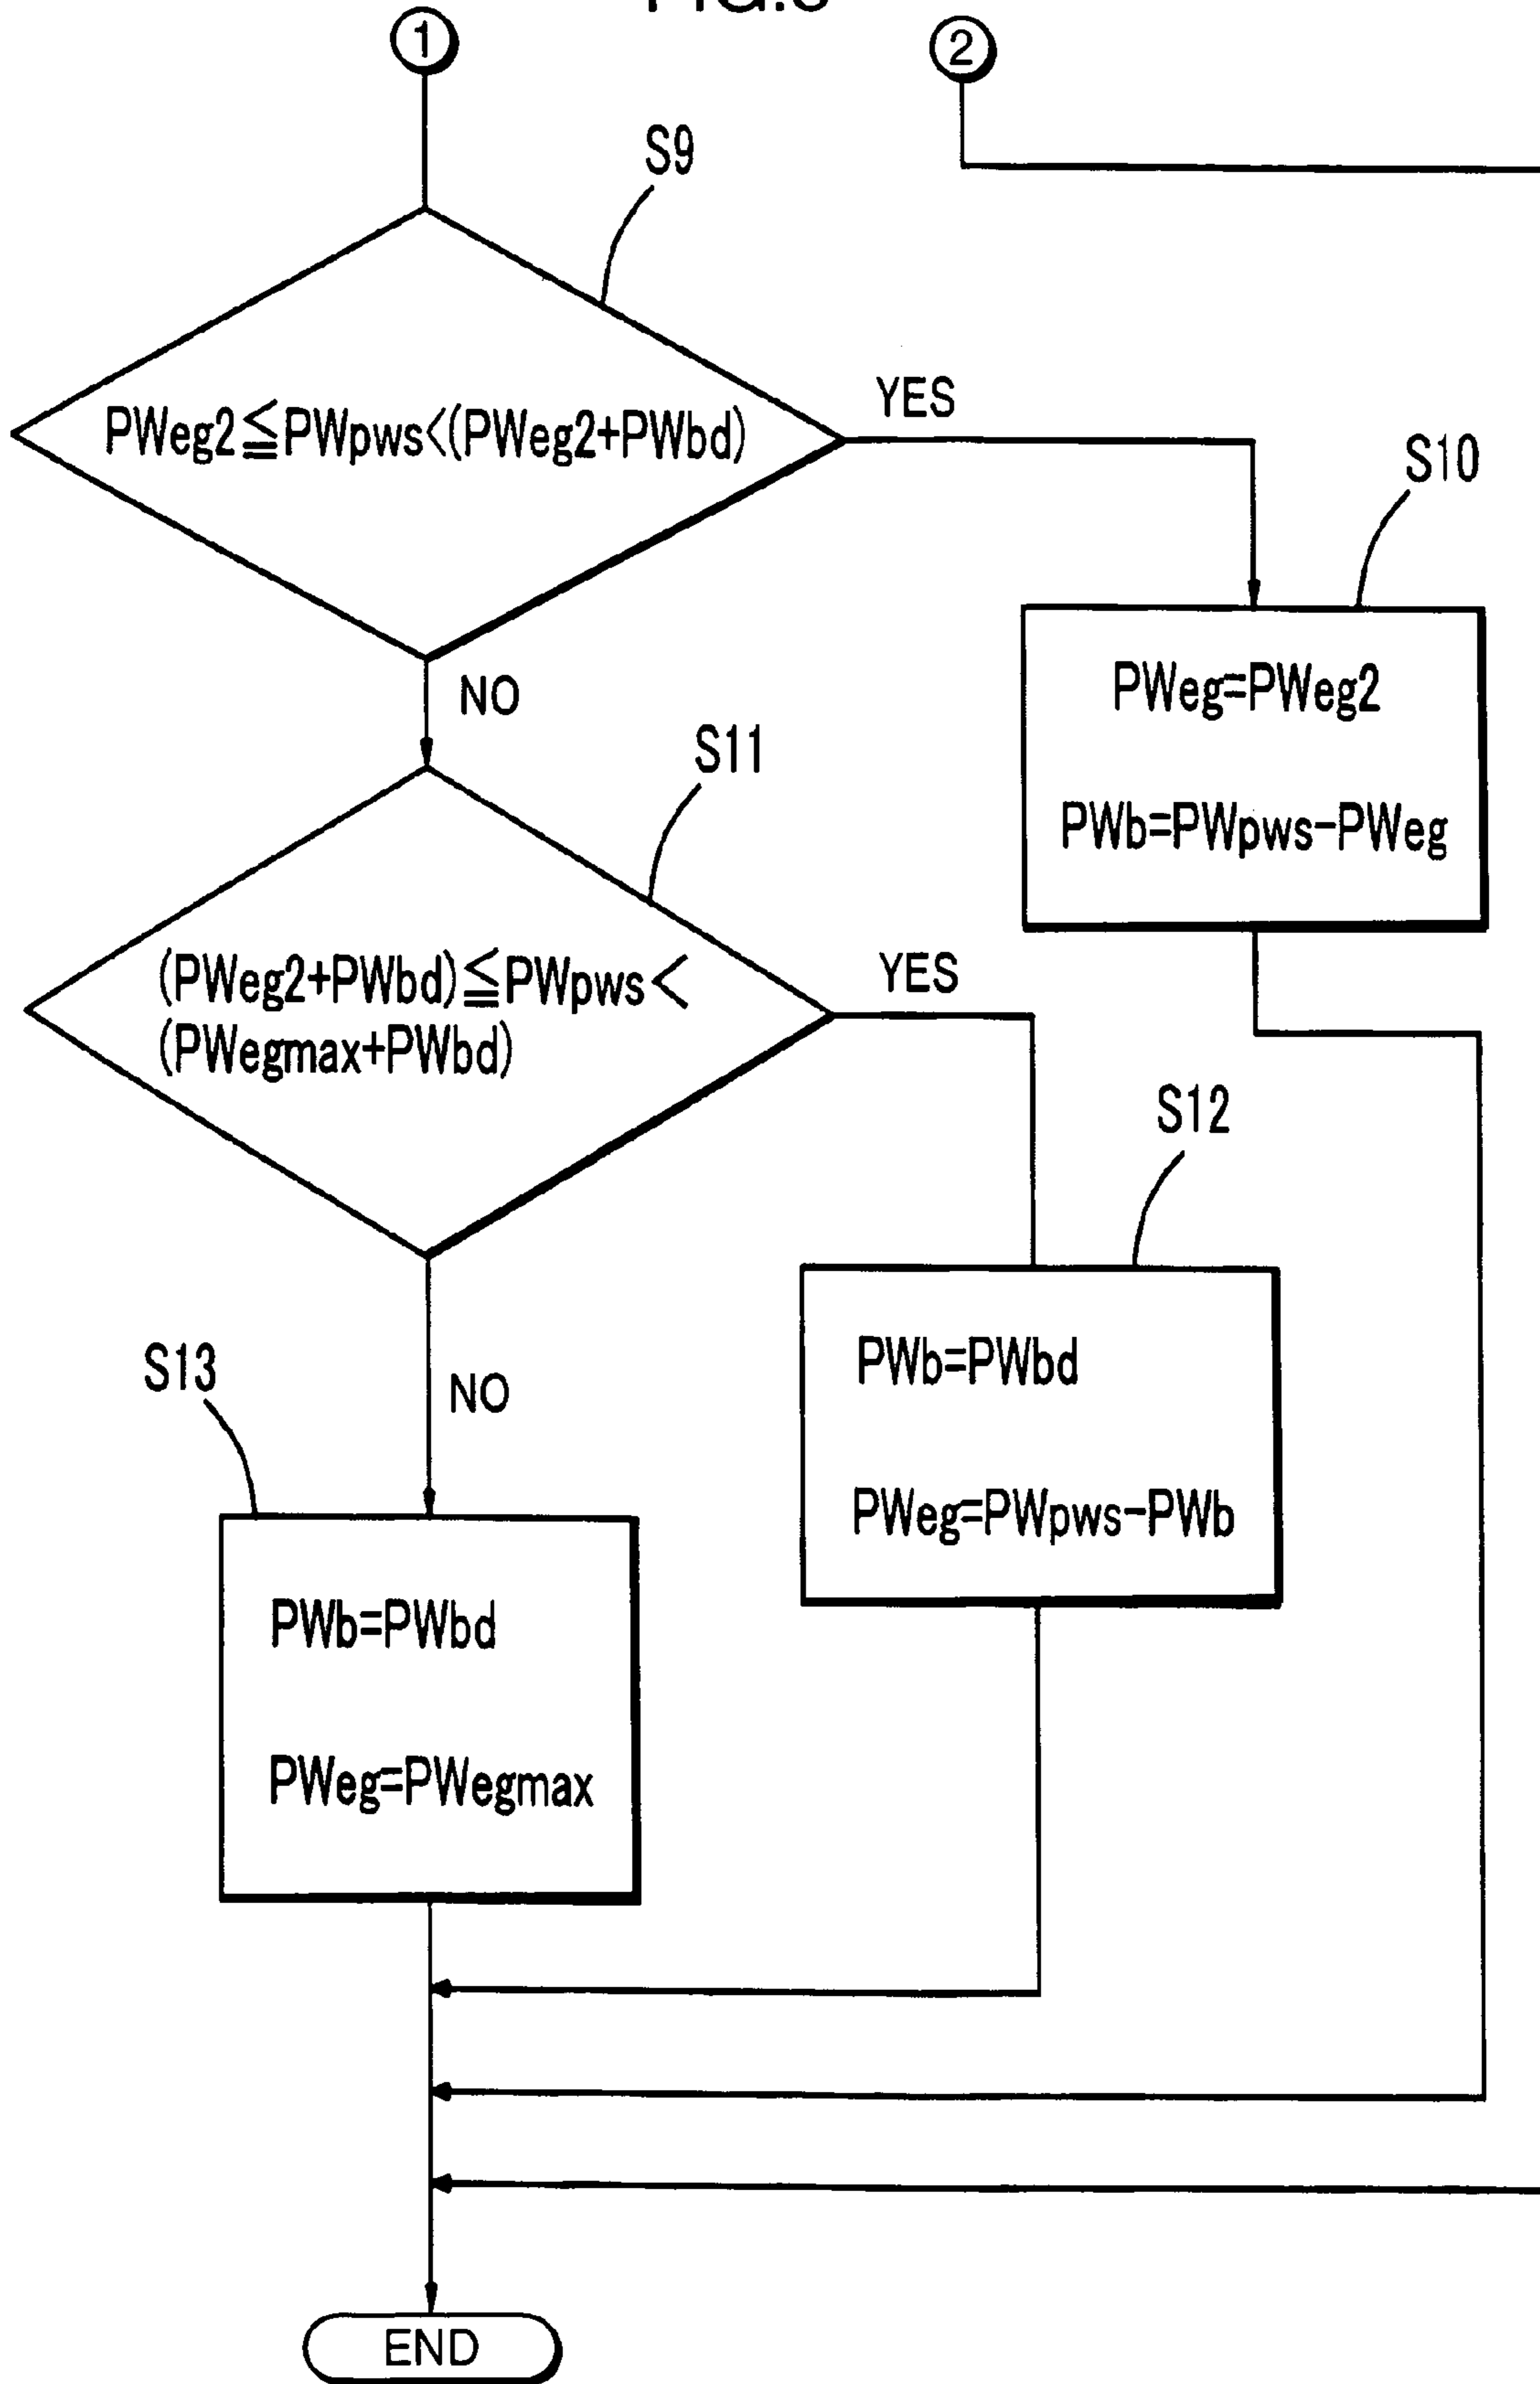 ①
②
S9
PWeg2≦PWpws<(PWeg2+PWbd)
YES
S10
PWeg=PWeg2
PWb=PWpws-PWeg
NO
S11
(PWeg2+PWbd)≦PWpws<
(PWegmax+PWbd)
YES
S12
PWb=PWbd
PWeg=PWpws-PWb
NO
S13
PWb=PWbd
PWeg=PWegmax
END